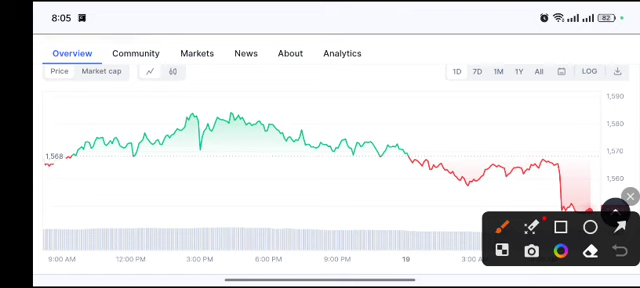 8:05
82
Overview Community Markets News About Analytics
Price Market cap
1D 7D 1M 1Y All LOG
1,590
1,580
1,570
1,568
1,560
9:00 AM 12:00 PM 3:00 PM 6:00 PM 9:00 PM 19 3:00 AM